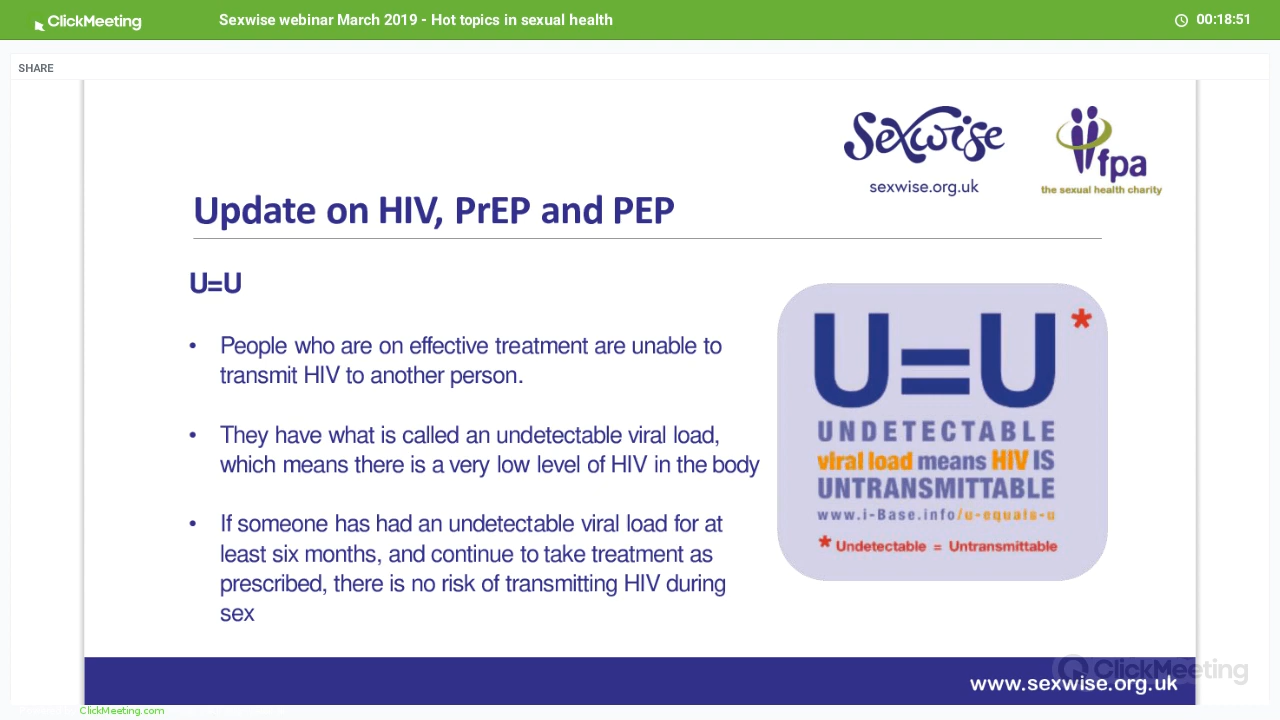 ClickMeeting
Sexwise webinar March 2019 - Hot topics in sexual health
00:18:51
SHARE
Sexwise
sexwise.org.uk
fpa
the sexual health charity
Update on HIV, PrEP and PEP
U=U
• People who are on effective treatment are unable to
transmit HIV to another person.
• They have what is called an undetectable viral load,
which means there is a very low level of HIV in the body
• If someone has had an undetectable viral load for at
least six months, and continue to take treatment as
prescribed, there is no risk of transmitting HIV during
sex
U=U*
UNDETECTABLE
viral load means HIV IS
UNTRANSMITTABLE
www.i-Base.info/u-equals-u
* Undetectable = Untransmittable
ClickMeeting
www.sexwise.org.uk
ClickMeeting.com